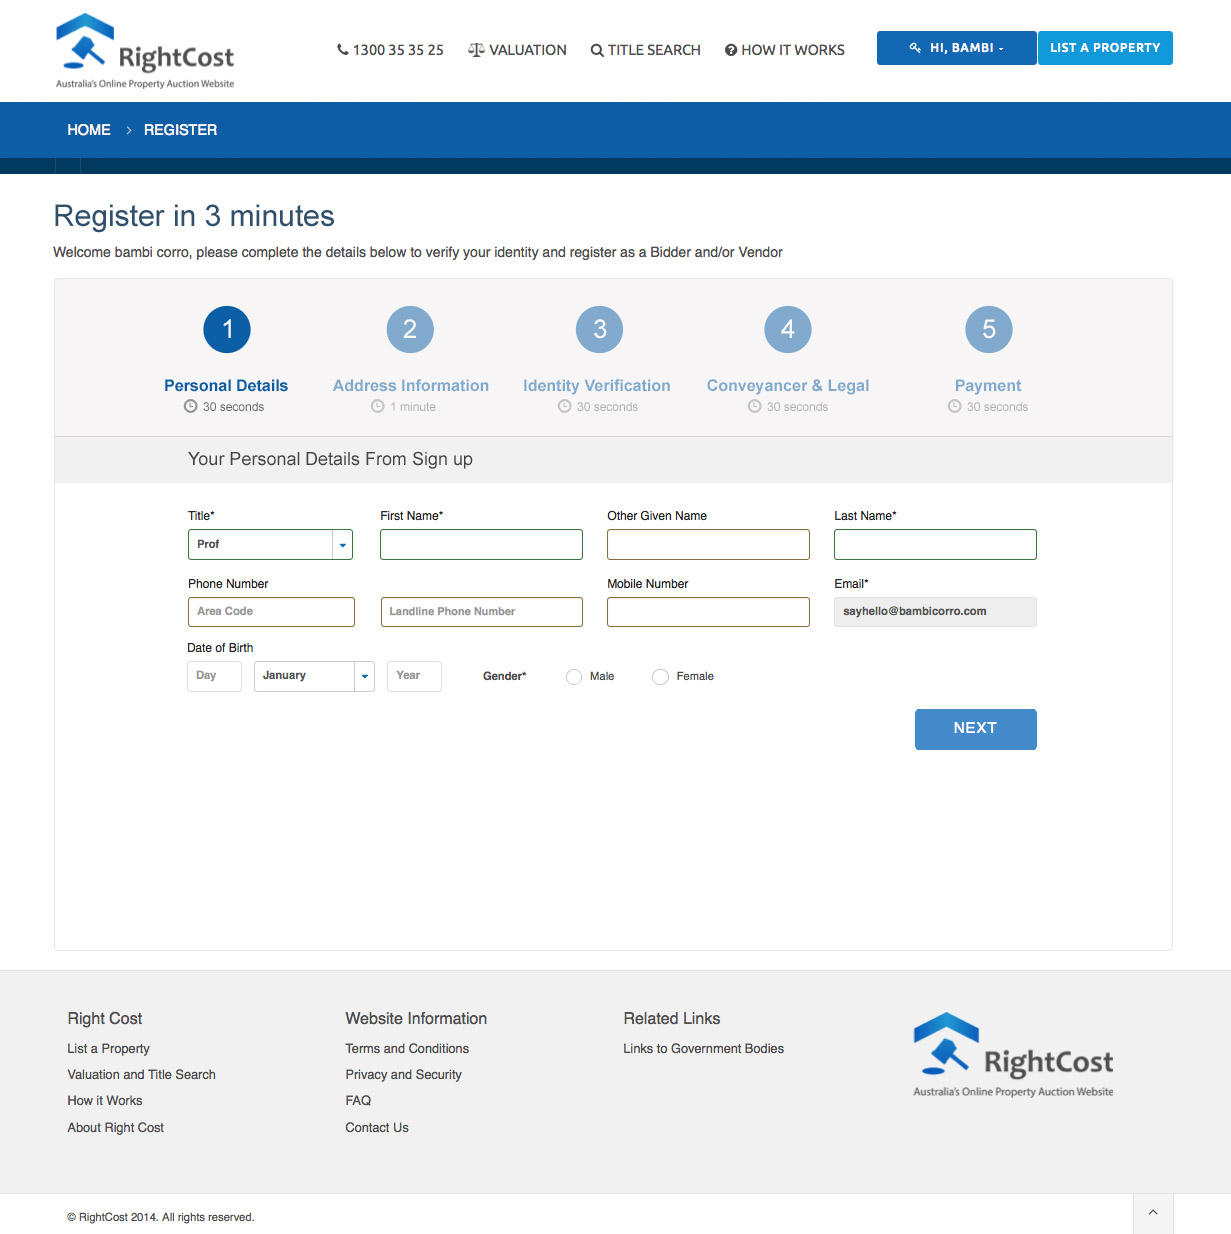 RightCost
Australia's Online Property Auction Website
1300 35 35 25
VALUATION
TITLE SEARCH
HOW IT WORKS
HI, BAMBI
LIST A PROPERTY
HOME > REGISTER
Register in 3 minutes
Welcome bambi corro, please complete the details below to verify your identity and register as a Bidder and/or Vendor
1
2
3
4
5
Personal Details
Address Information
Identity Verification
Conveyancer & Legal
Payment
30 seconds
1 minute
30 seconds
30 seconds
30 seconds
Your Personal Details From Sign up
Title*
First Name*
Other Given Name
Last Name*
Prof
Phone Number
Mobile Number
Email*
Area Code
Landline Phone Number
sayhello@bambicorro.com
Date of Birth
Day
January
Year
Gender*
Male
Female
NEXT
Right Cost
List a Property
Valuation and Title Search
How it Works
About Right Cost
Website Information
Terms and Conditions
Privacy and Security
FAQ
Contact Us
Related Links
Links to Government Bodies
RightCost
Australia's Online Property Auction Website
© RightCost 2014. All rights reserved.